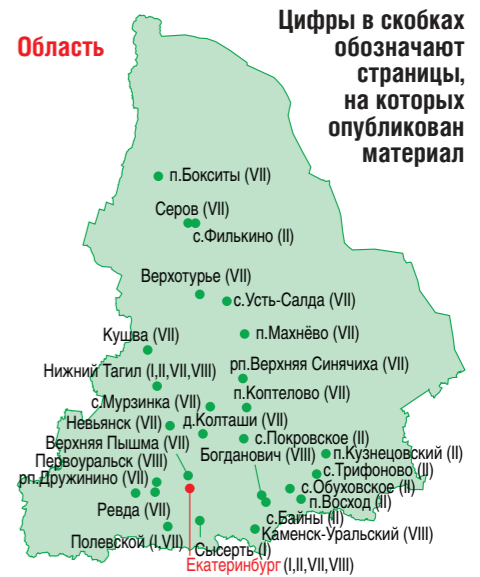 Область
Цифры в скобках
обозначают
страницы,
на которых
опубликован
материал
п.Бокситы (VII)
Серов (VII)
с.Филькино (II)
Верхотурье (VII)
с.Усть-Салда (VII)
Кушва (VII)
п.Махнёво (VII)
Нижний Тагил (I,II,VII,VIII)
рп.Верхняя Синячиха (VII)
с.Мурзинка (VII)
п.Коптелово (VII)
Невьянск (VII)
д.Колташи (VII)
Верхняя Пышма (VII)
с.Покровское (II)
Первоуральск (VIII)
Богданович (VIII)
п.Кузнецовский (II)
рп.Дружинино (VII)
с.Трифоново (II)
с.Обуховское (II)
Ревда (VII)
п.Восход (II)
с.Байны (II)
Полевской (I,VII)
Сысерть (I)
Каменск-Уральский (VIII)
Екатеринбург (I,II,VII,VIII)